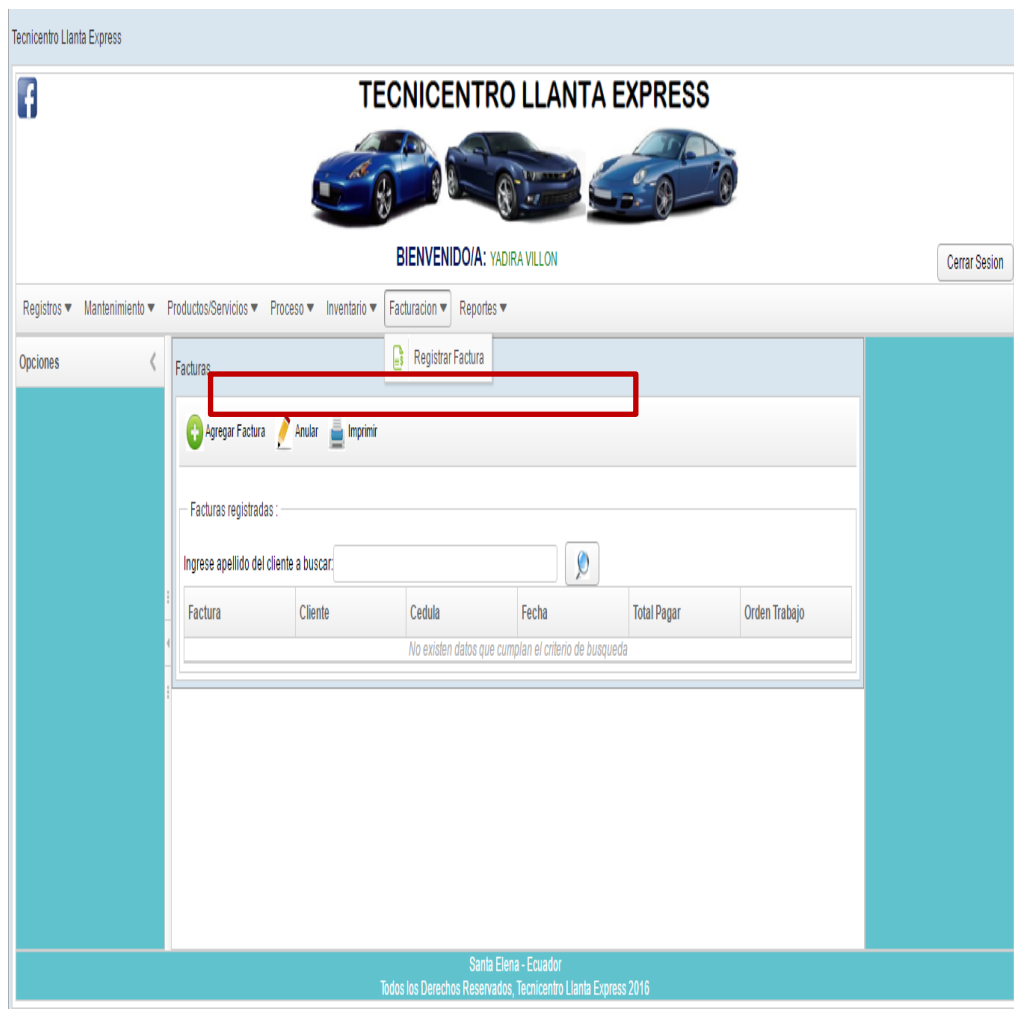 Tecnicentro Llanta Express
f
TECNICENTRO LLANTA EXPRESS
BIENVENIDO/A: YADIRA VILLON
Cerrar Sesion
Registros Mantenimiento Productos/Servicios Proceso Inventario Facturacion Reportes
Registrar Factura
Opciones
Facturas
Agregar Factura Anular Imprimir
Facturas registradas :
Ingrese apellido del cliente a buscar:
Factura Cliente Cedula Fecha Total Pagar Orden Trabajo
No existen datos que cumplan el criterio de busqueda
Santa Elena - Ecuador
Todos los Derechos Reservados, Tecnicentro Llanta Express 2016